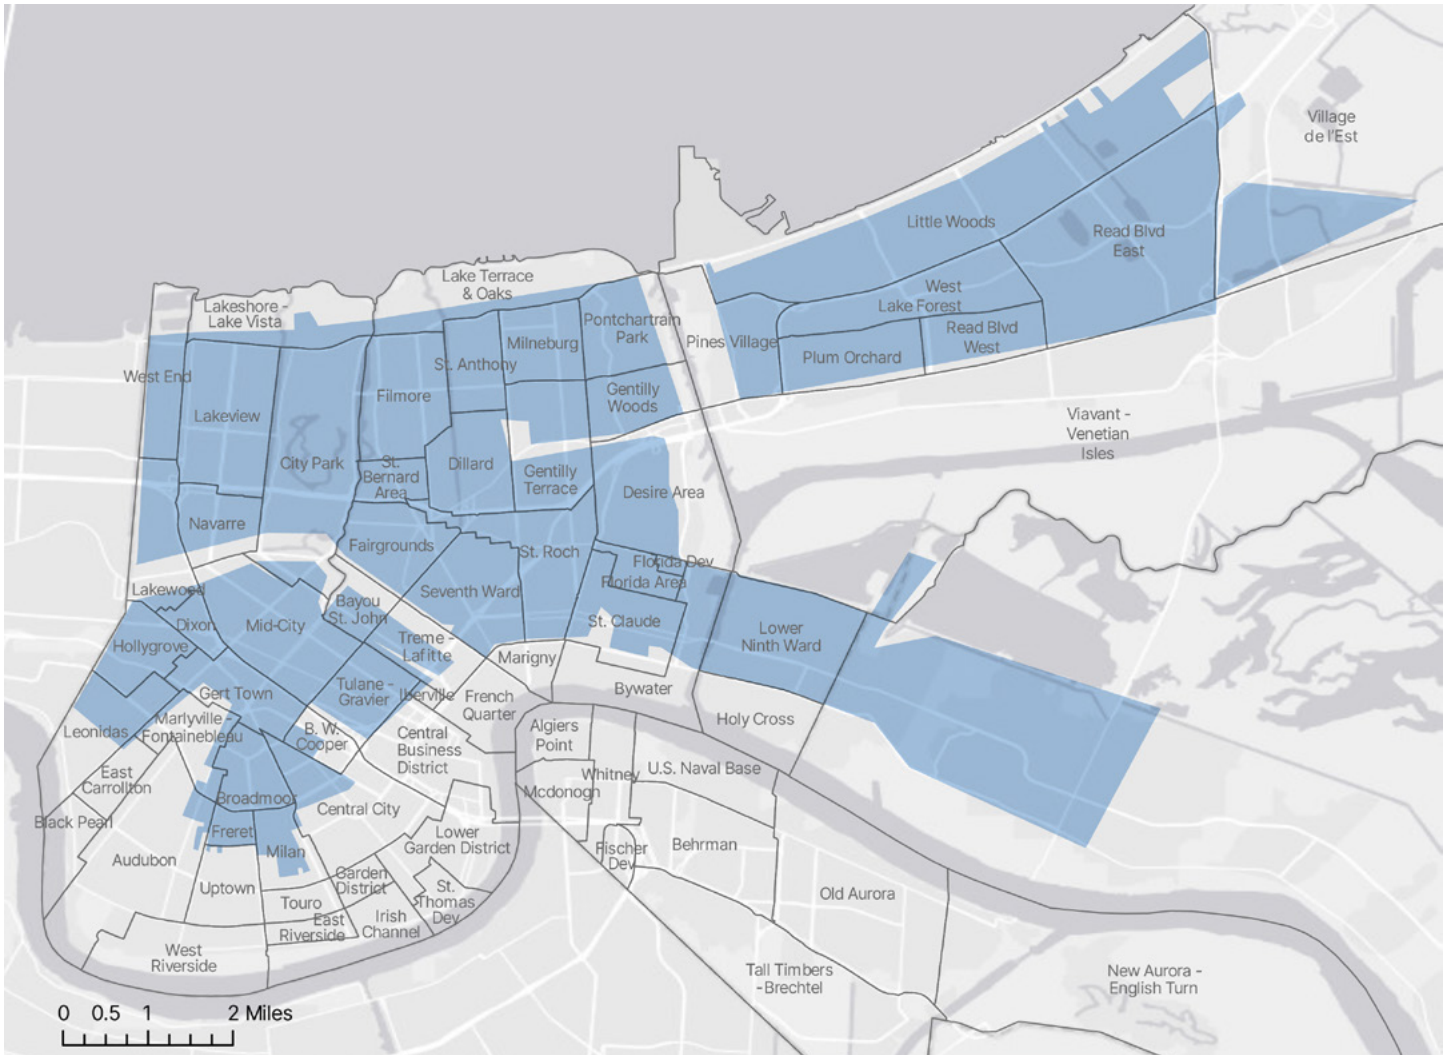 Village
de l'Est
Little Woods
Read Blvd
East
Lake Terrace
& Oaks
Lakeshore -
Lake Vista
West
Lake Forest
Pontchartrain
Park
Read Blvd
West
Milneburg
Pines Village
Plum Orchard
St. Anthony
West End
Filmore
Gentilly
Woods
Lakeview
Viavant -
Venetian
Isles
City Park
St.
Bernard
Area
Dillard
Gentilly
Terrace
Desire Area
Navarre
Fairgrounds
St. Roch
Florida Dev
Florida Area
Lakewood
Seventh Ward
Bayou
St. John
Dixon
Mid-City
St. Claude
Lower
Ninth Ward
Hollygrove
Treme -
Lafitte
Marigny
Gert Town
Tulane -
Gravier
Iberville
French
Quarter
Bywater
Holy Cross
Leonidas
Marlyville -
Fontainebleau
B. W.
Cooper
Central
Business
District
Algiers
Point
East
Carrollton
Whitney
U.S. Naval Base
Mcdonogh
Broadmoor
Central City
Black Pearl
Freret
Lower
Garden District
Audubon
Milan
Fischer
Dev
Behrman
Uptown
Garden
District
St.
Thomas
Dev
Old Aurora
Touro
East
Riverside
Irish
Channel
West
Riverside
Tall Timbers
-Brechtel
New Aurora -
English Turn
0 0.5 1 2 Miles